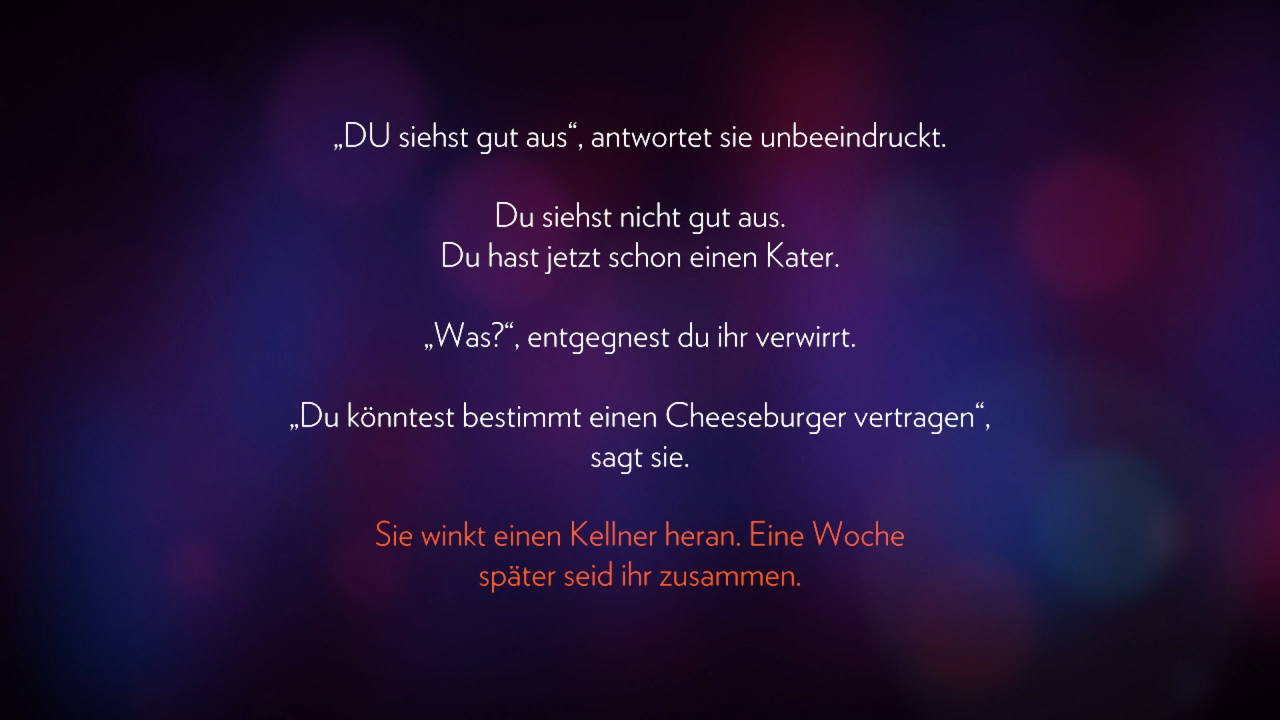 „DU siehst gut aus“, antwortet sie unbeeindruckt.
Du siehst nicht gut aus.
Du hast jetzt schon einen Kater.
„Was?“, entgegnest du ihr verwirrt.
„Du könntest bestimmt einen Cheeseburger vertragen“,
sagt sie.
Sie winkt einen Kellner heran. Eine Woche
später seid ihr zusammen.